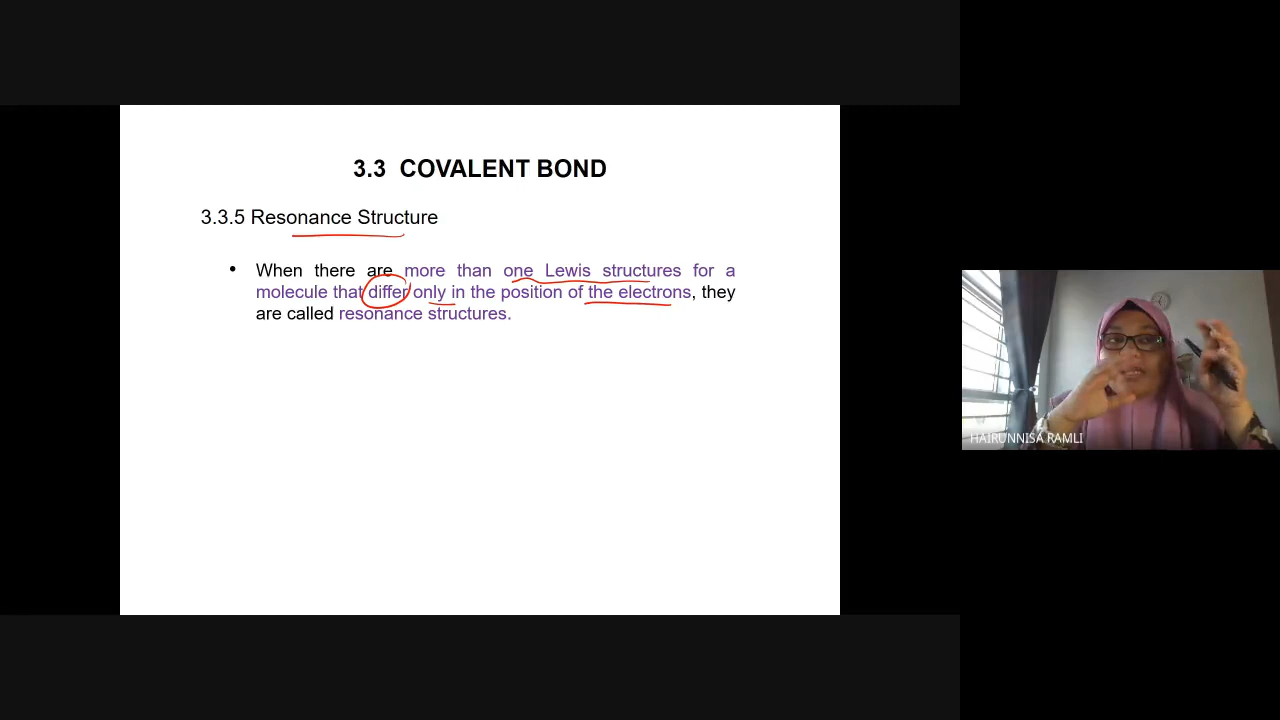 3.3 COVALENT BOND
3.3.5 Resonance Structure
• When there are more than one Lewis structures for a
molecule that differ only in the position of the electrons, they
are called resonance structures.
HAIRUNNISA RAMLI